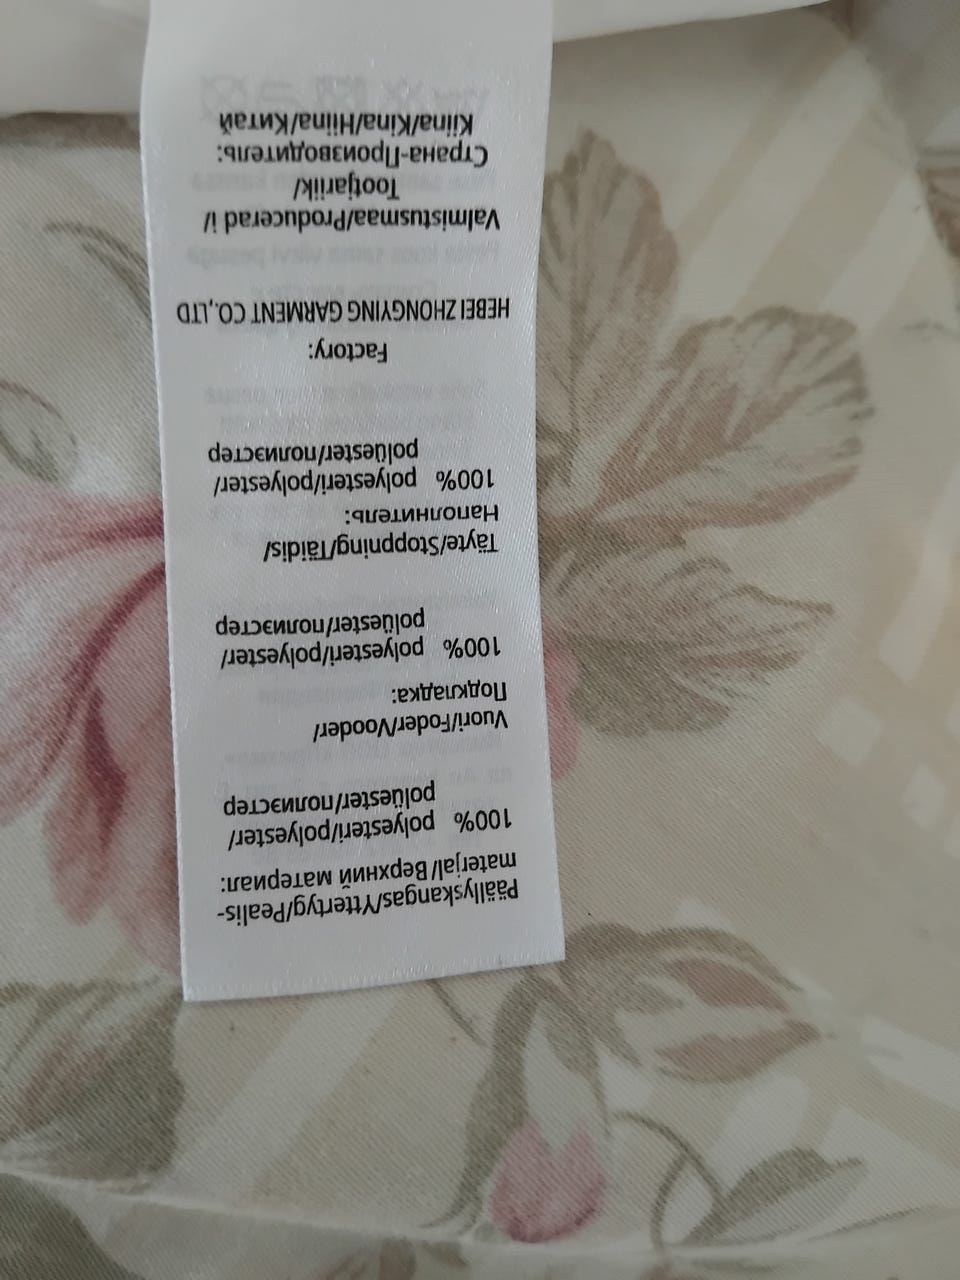 Päällyskangas/Yttertyg/Pealis-
materjal/ Верхний материал:
100% polyesteri/polyester/
polüester/полиэстер
Vuori/Foder/Vooder/
Подкладка:
100% polyesteri/polyester/
polüester/полиэстер
Täyte/Stoppning/Täidis/
Наполнитель:
100% polyesteri/polyester/
polüester/полиэстер
Factory:
HEBEI ZHONGYING GARMENT CO.,LTD
Valmistusmaa/Producerad i/
Tootjariik/
Страна-Производитель:
Kiina/Kina/Hiina/Китай